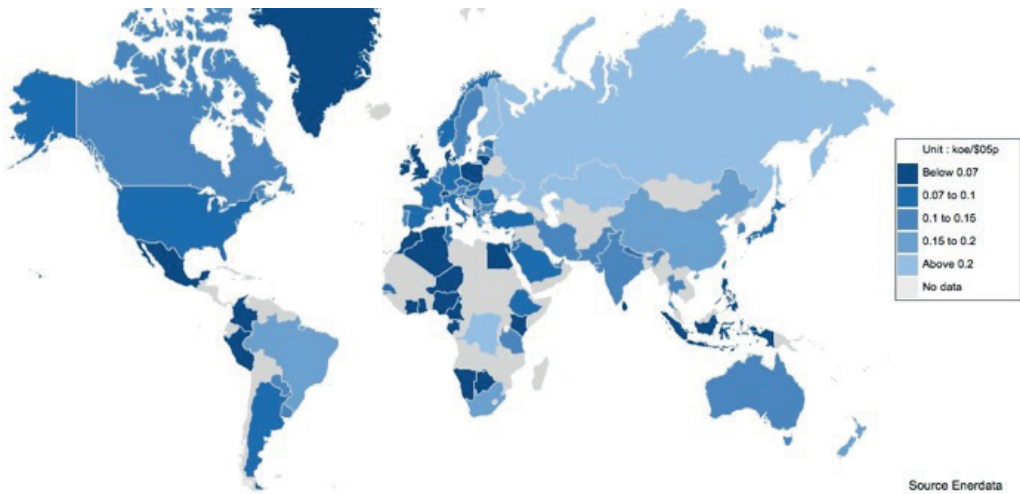 Unit : koe/$05p
Below 0.07
0.07 to 0.1
0.1 to 0.15
0.15 to 0.2
Above 0.2
No data
Source Enerdata